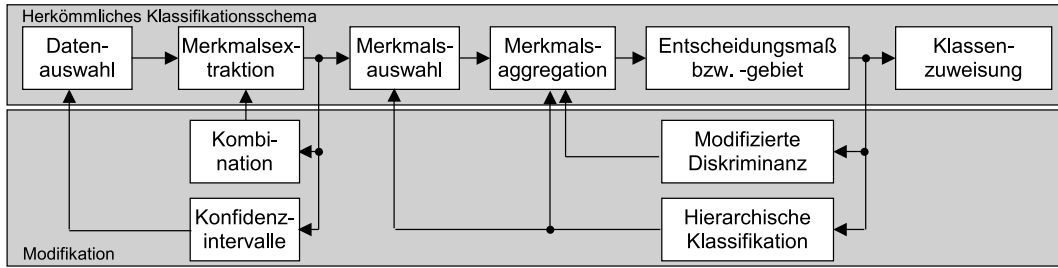 Herkömmliches Klassifikationsschema
Daten-
auswahl
Merkmalsex-
traktion
Merkmals-
auswahl
Merkmals-
aggregation
Entscheidungsmaß
bzw. -gebiet
Klassen-
zuweisung
Kombi-
nation
Modifizierte
Diskriminanz
Konfidenz-
intervalle
Hierarchische
Klassifikation
Modifikation